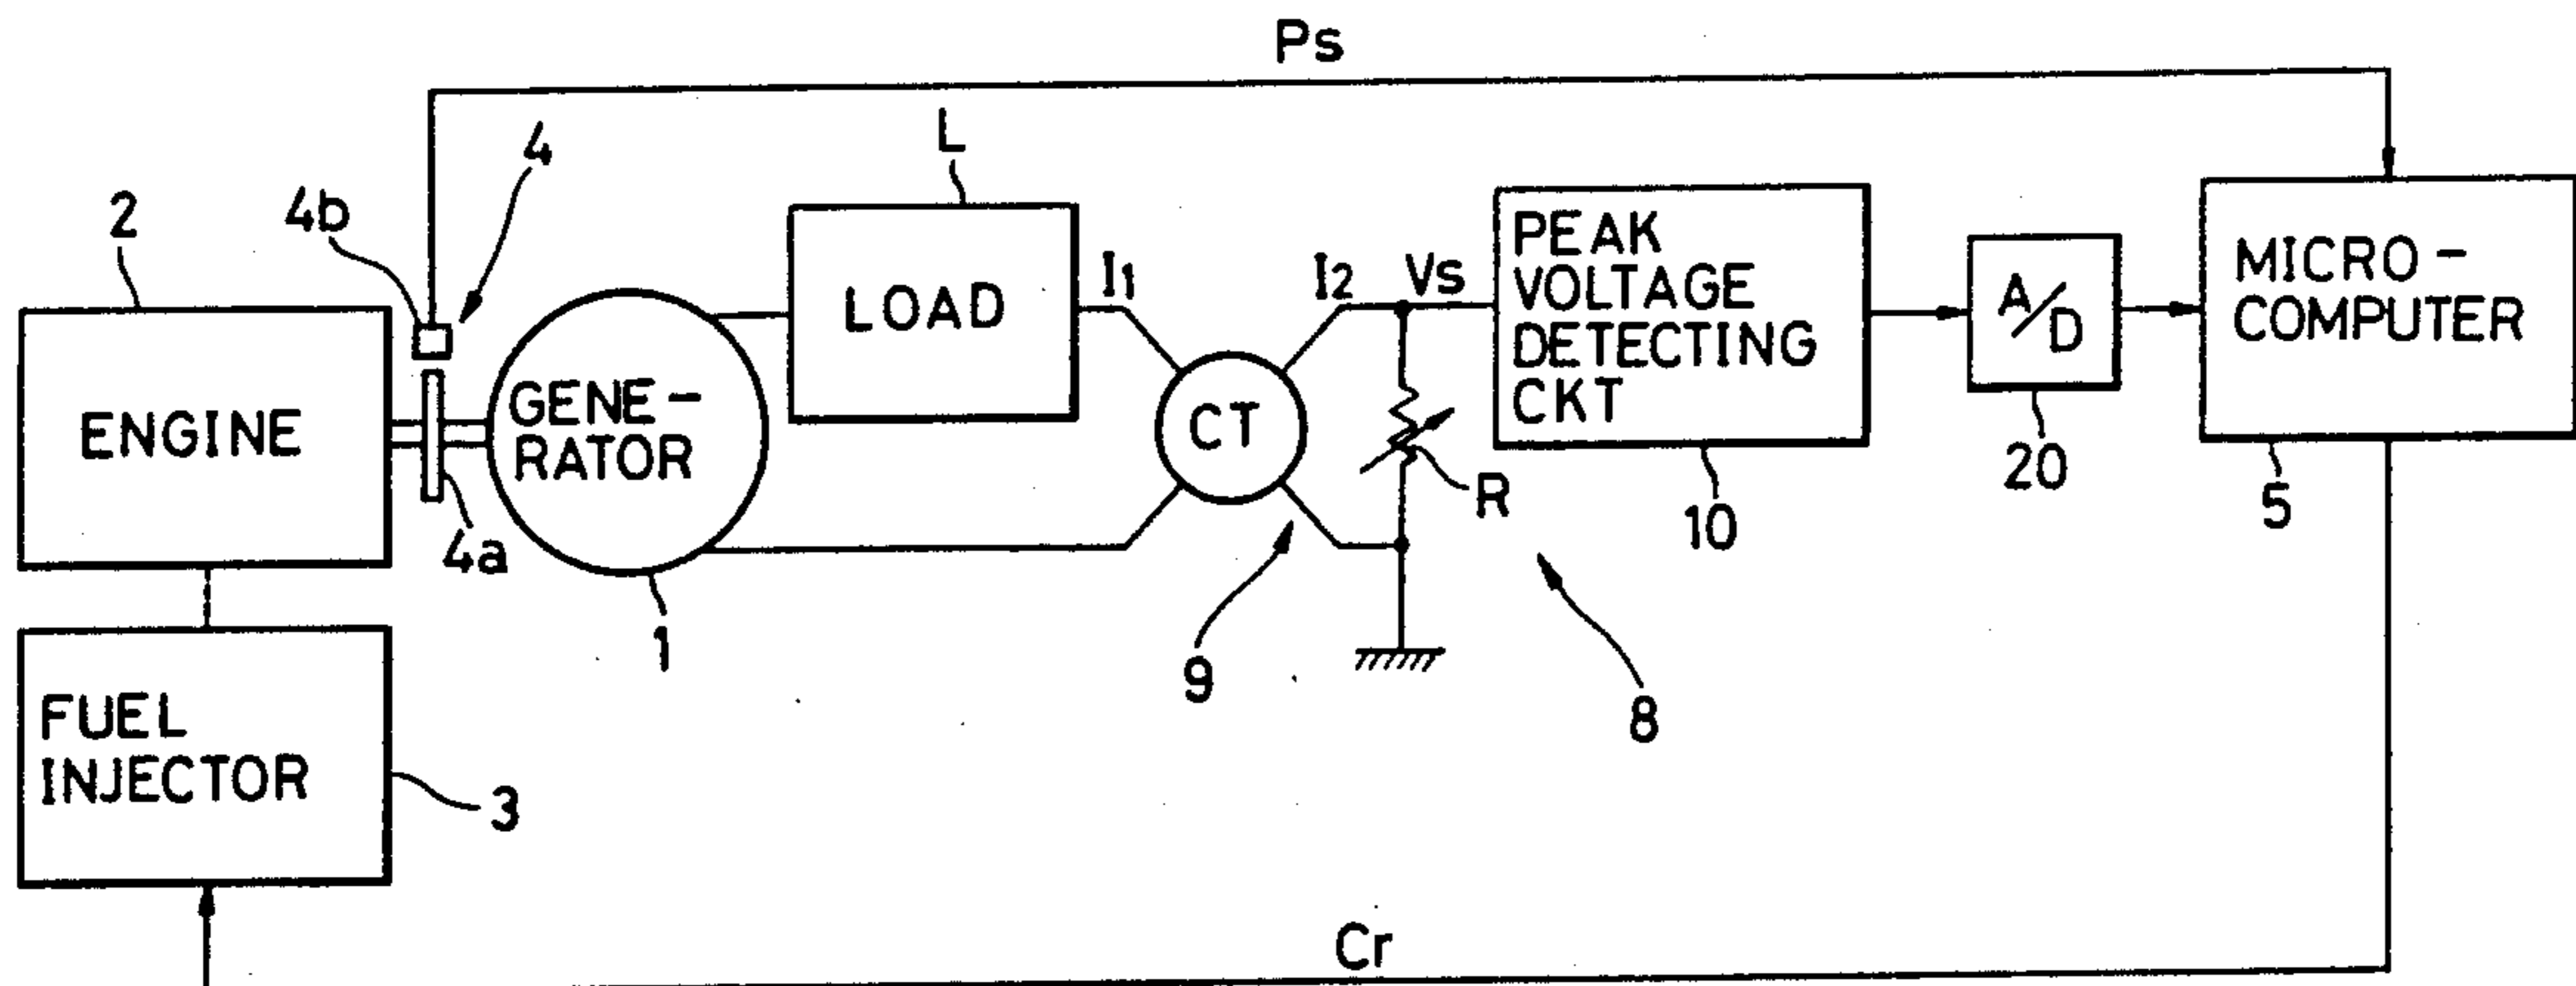 Ps
4
L
2
4b
I1
I2
Vs
PEAK
VOLTAGE
DETECTING
CKT
A/D
MICRO-
COMPUTER
LOAD
ENGINE
GENE-
RATOR
CT
R
4a
1
10
20
5
9
8
FUEL
INJECTOR
3
Cr